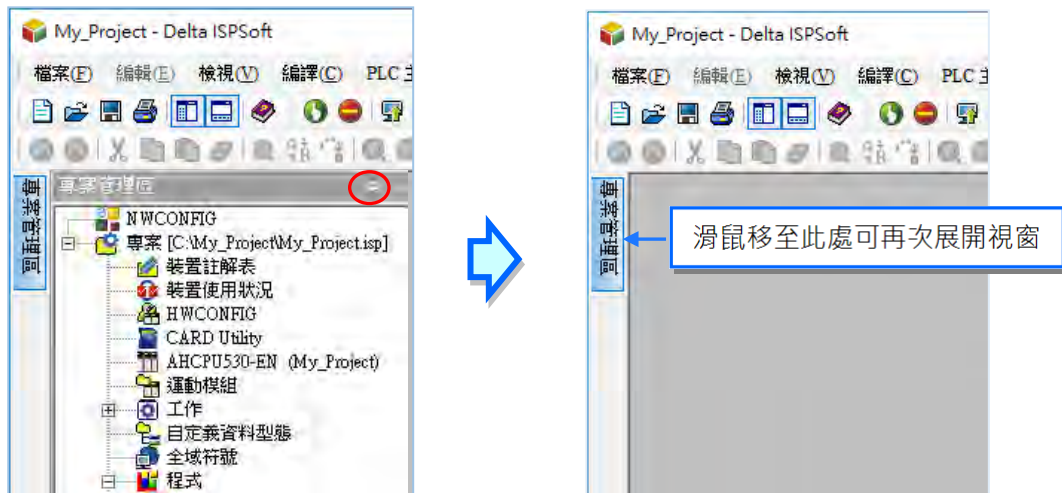 My_Project - Delta ISPSoft
檔案(F) 編輯(E) 檢視(V) 編譯(C) PLC 主
專案管理區
專案管理區
NWCONFIG
專案 [C:\My_Project\My_Project.isp]
裝置註解表
裝置使用狀況
HWCONFIG
CARD Utility
AHCPU530-EN (My_Project)
運動模組
工作
自定義資料型態
全域符號
程式
My_Project - Delta ISPSoft
檔案(F) 編輯(E) 檢視(V) 編譯(C) PLC 主
專案管理區
滑鼠移至此處可再次展開視窗